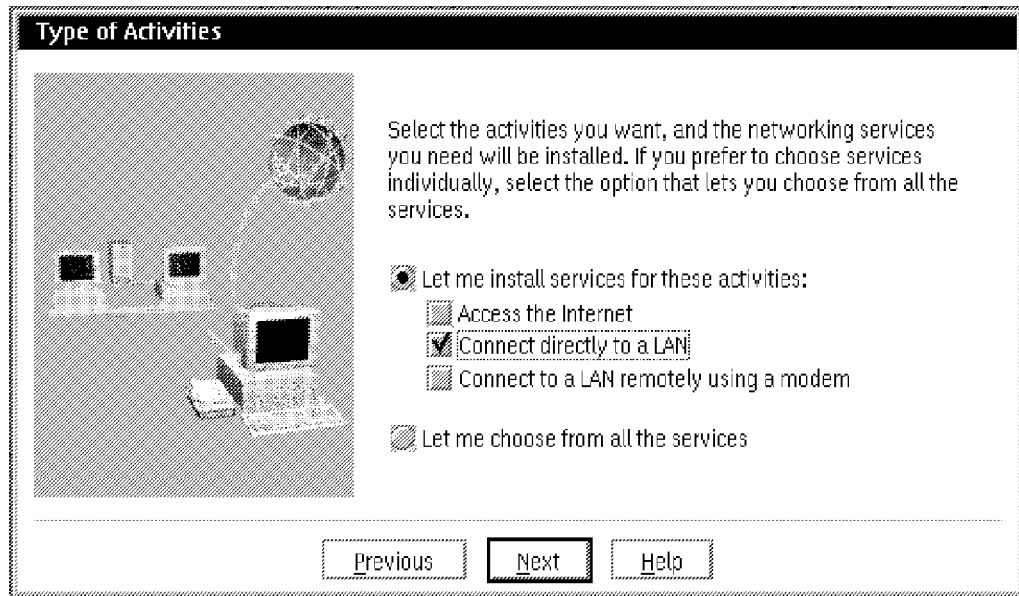 Type of Activities
Select the activities you want, and the networking services
you need will be installed. If you prefer to choose services
individually, select the option that lets you choose from all the
services.
Let me install services for these activities:
Access the Internet
Connect directly to a LAN
Connect to a LAN remotely using a modem
Let me choose from all the services
Previous Next Help